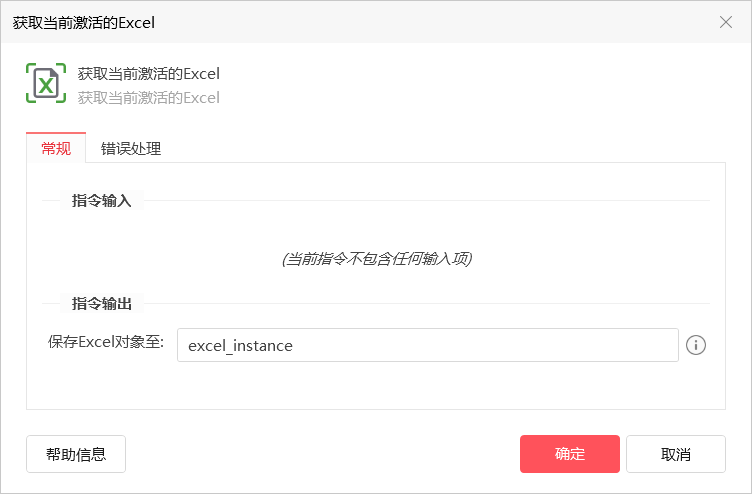 获取当前激活的Excel
获取当前激活的Excel
获取当前激活的Excel
常规 错误处理
指令输入
(当前指令不包含任何输入项)
指令输出
保存Excel对象至: excel_instance
帮助信息 确定 取消